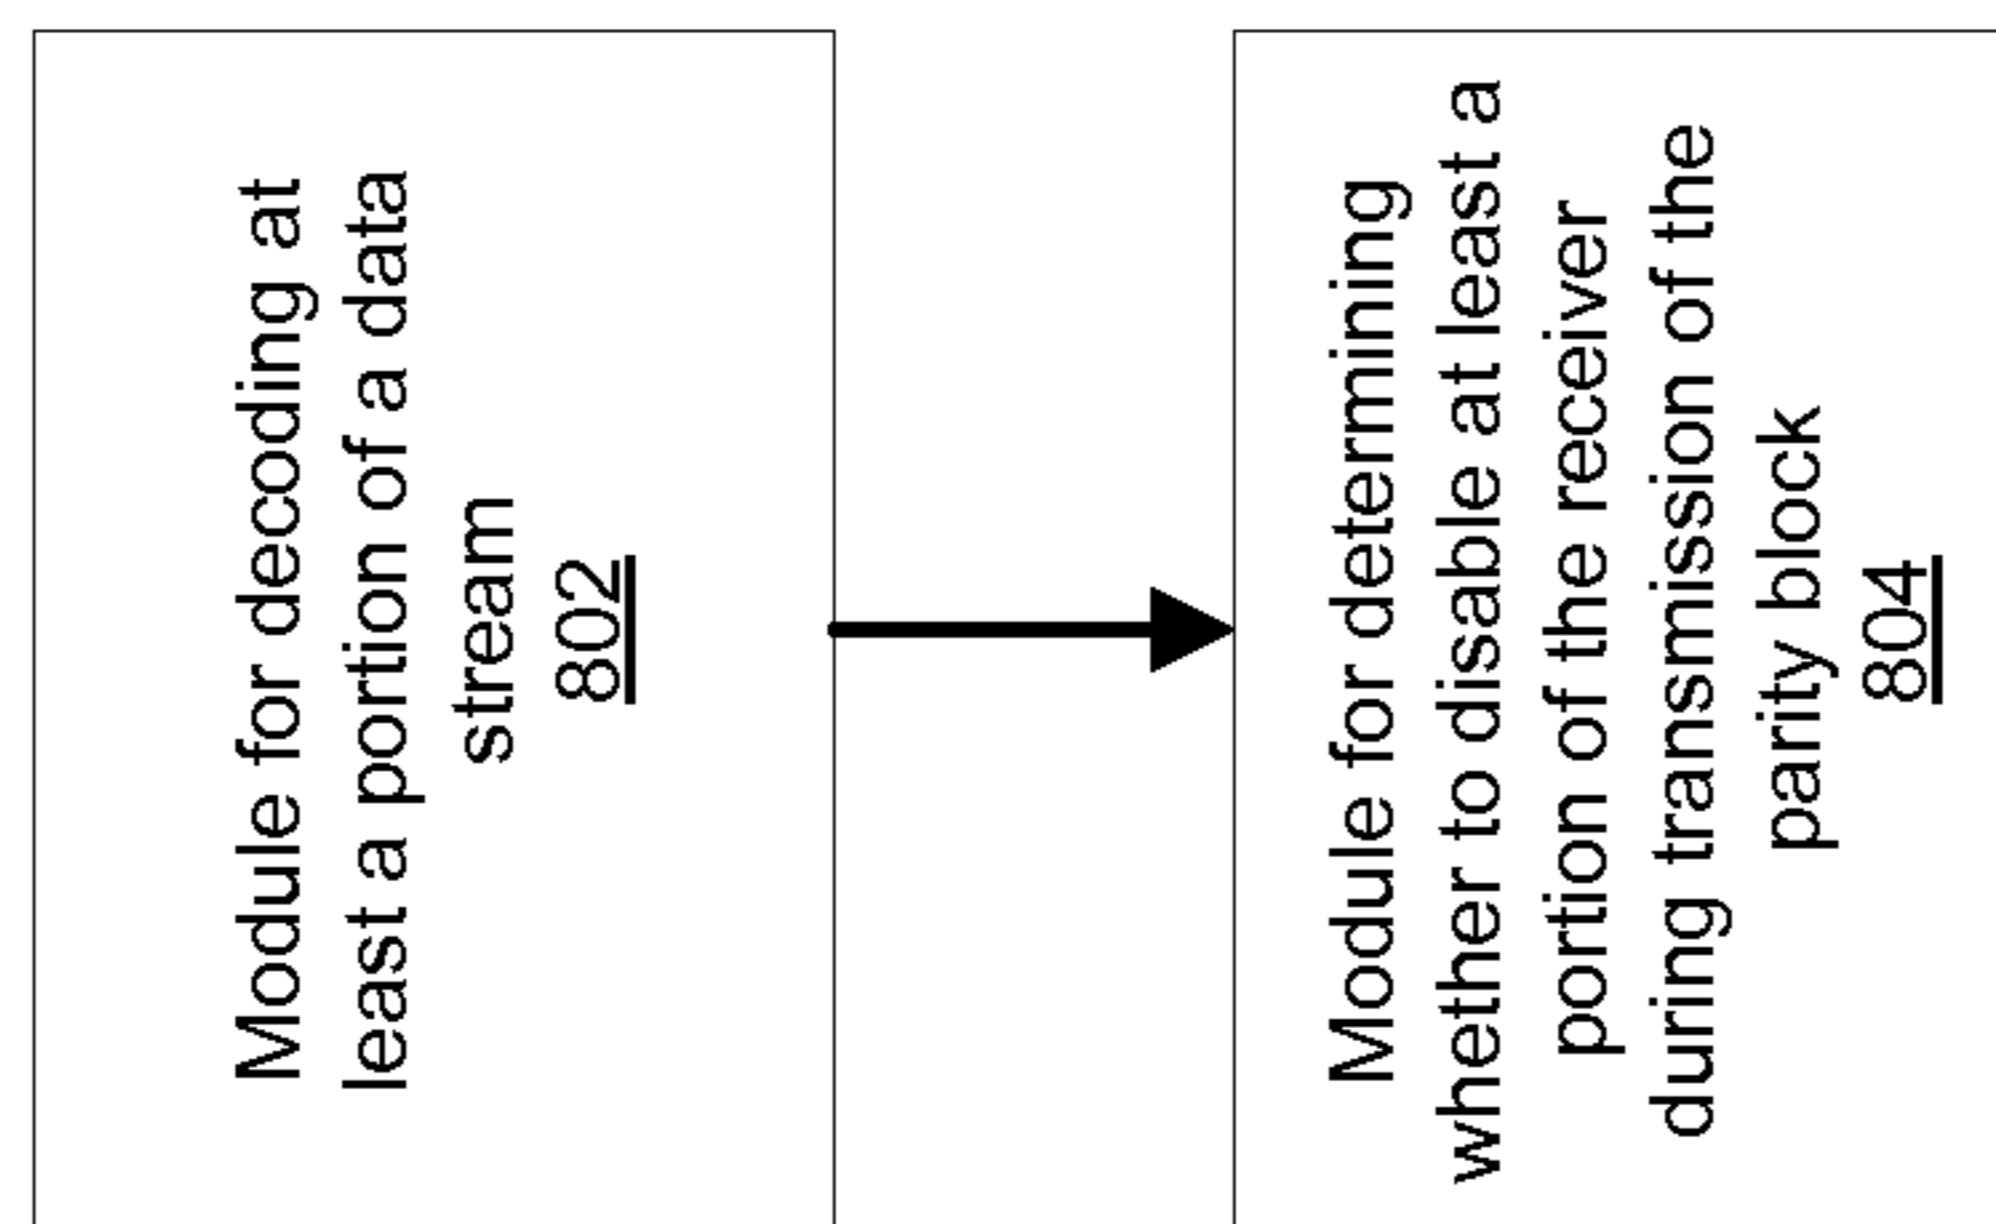 Module for decoding at
least a portion of a data
stream
802
Module for determining
whether to disable at least a
portion of the receiver
during transmission of the
parity block
804